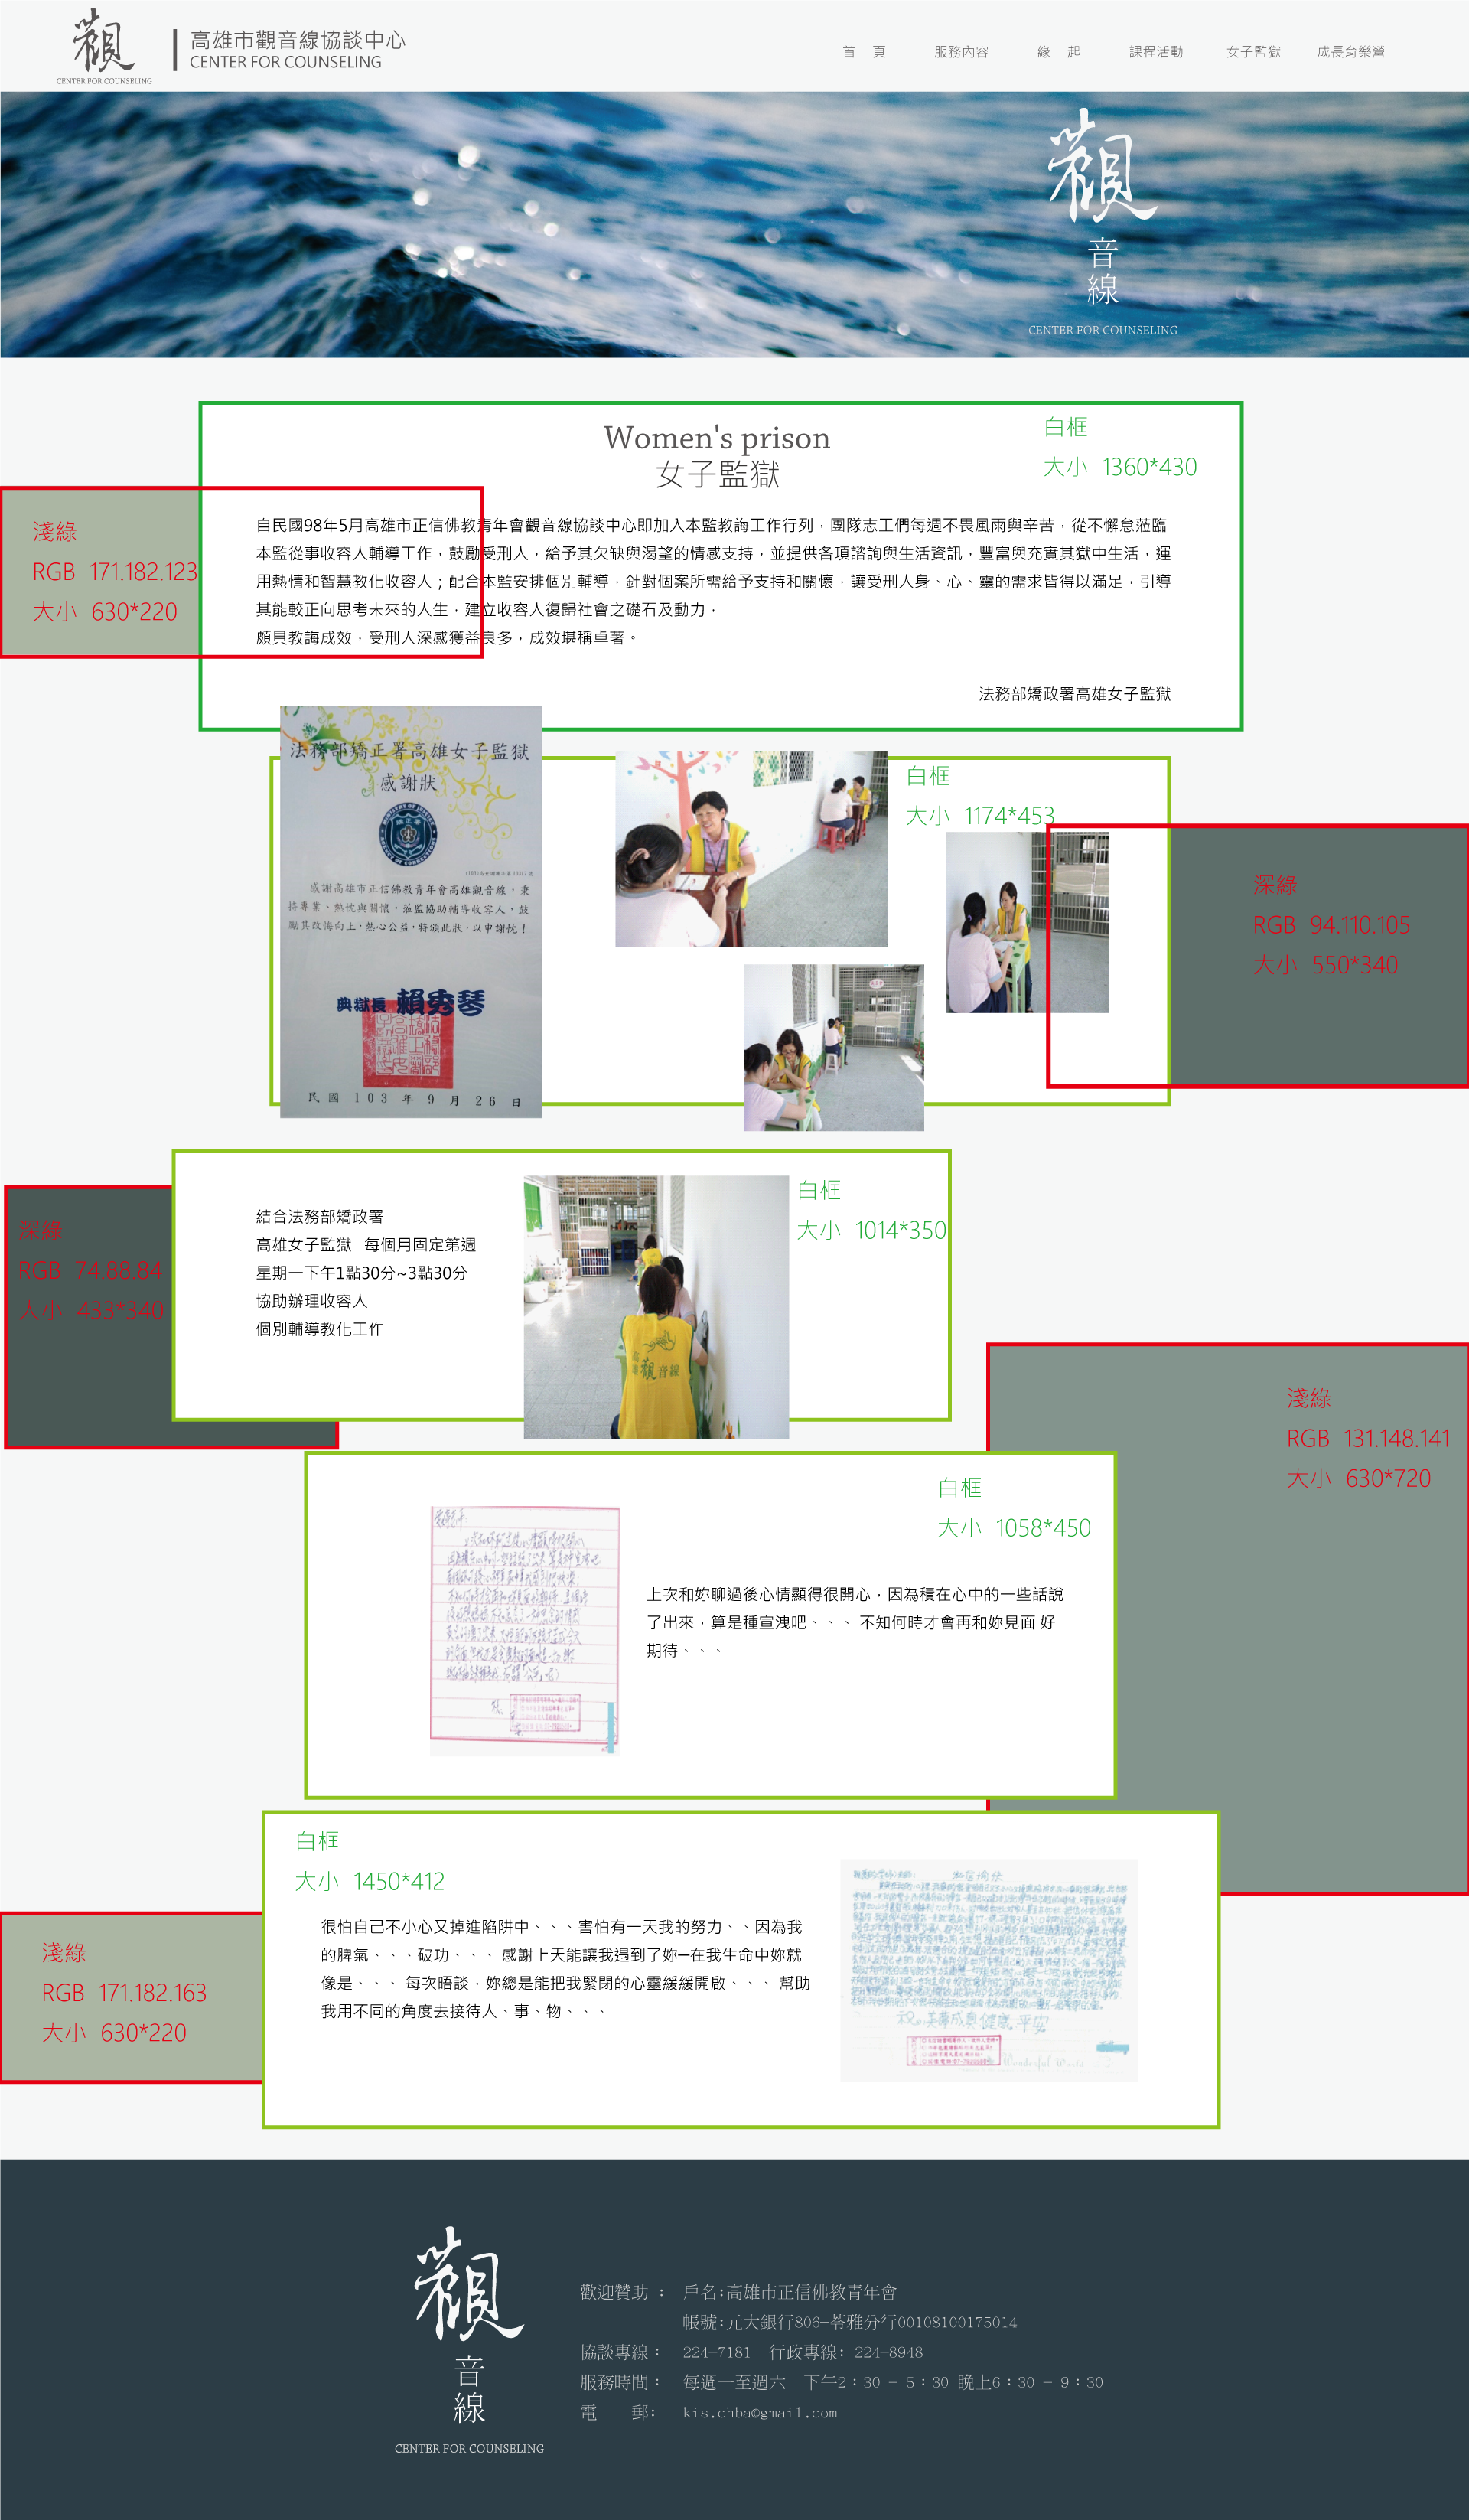 觀
CENTER FOR COUNSELING
高雄市觀音線協談中心
CENTER FOR COUNSELING
首 頁
服務內容
緣 起
課程活動
女子監獄
成長育樂營
觀
音
線
CENTER FOR COUNSELING
Women's prison
女子監獄
白框
大小 1360*430
淺綠
RGB 171.182.123
大小 630*220
自民國98年5月高雄市正信佛教青年會觀音線協談中心即加入本監教誨工作行列，團隊志工們每週不畏風雨與辛苦，從不懈怠蒞臨
本監從事收容人輔導工作，鼓勵受刑人，給予其欠缺與渴望的情感支持，並提供各項諮詢與生活資訊，豐富與充實其獄中生活，運
用熱情和智慧教化收容人；配合本監安排個別輔導，針對個案所需給予支持和關懷，讓受刑人身、心、靈的需求皆得以滿足，引導
其能較正向思考未來的人生，建立收容人復歸社會之礎石及動力，
頗具教誨成效，受刑人深感獲益良多，成效堪稱卓著。
法務部矯政署高雄女子監獄
法務部矯正署高雄女子監獄
感謝狀
感謝高雄市正信佛教青年會高雄觀音線，秉
持專業、熱忱與關懷，蒞監協助輔導收容人，鼓
勵其改悔向上，熱心公益，特頒此狀，以申謝忱！
典獄長 賴秀琴
民國 103 年 9 月 26 日
白框
大小 1174*453
深綠
RGB 94.110.105
大小 550*340
深綠
RGB 74.88.84
大小 433*340
結合法務部矯政署
高雄女子監獄 每個月固定第週
星期一下午1點30分~3點30分
協助辦理收容人
個別輔導教化工作
高雄觀音線
白框
大小 1014*350
淺綠
RGB 131.148.141
大小 630*720
白框
大小 1058*450
上次和妳聊過後心情顯得很開心，因為積在心中的一些話說
了出來，算是種宣洩吧、、、 不知何時才會再和妳見面 好
期待、、、
白框
大小 1450*412
淺綠
RGB 171.182.163
大小 630*220
很怕自己不小心又掉進陷阱中、、、害怕有一天我的努力、、因為我
的脾氣、、、破功、、、 感謝上天能讓我遇到了妳─在我生命中妳就
像是、、、 每次晤談，妳總是能把我緊閉的心靈緩緩開啟、、、 幫助
我用不同的角度去接待人、事、物、、、
觀
音
線
CENTER FOR COUNSELING
歡迎贊助 ： 戶名:高雄市正信佛教青年會
帳號:元大銀行806-苓雅分行00108100175014
協談專線： 224-7181 行政專線: 224-8948
服務時間： 每週一至週六 下午2：30 - 5：30 晚上6：30 - 9：30
電 郵: kis.chba@gmail.com